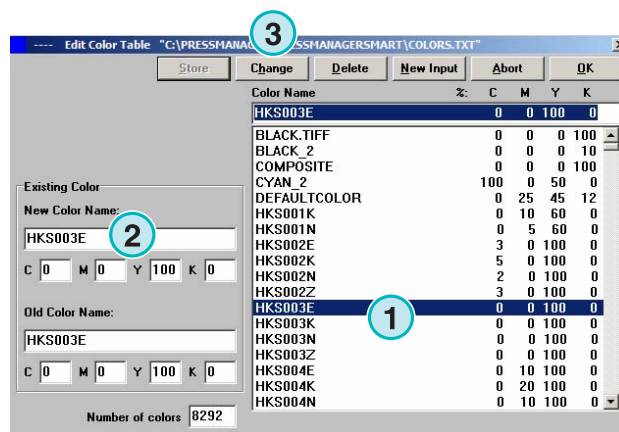 ---- Edit Color Table "C:\PRESSMANAGERSMART\COLORS.TXT"
3
Store Change Delete New Input Abort OK
Color Name %: C M Y K
HKS003E 0 0 100 0
BLACK.TIFF 0 0 0 100
BLACK_2 0 0 0 10
COMPOSITE 0 0 0 100
CYAN_2 100 0 50 0
DEFAULTCOLOR 0 25 45 12
HKS001K 0 10 60 0
HKS001N 0 5 60 0
HKS002E 3 0 100 0
HKS002K 5 0 100 0
HKS002N 2 0 100 0
HKS002Z 3 0 100 0
HKS003E 0 0 100 0
HKS003K 0 0 100 0
HKS003N 0 0 100 0
HKS003Z 0 0 100 0
HKS004E 0 10 100 0
HKS004K 0 20 100 0
HKS004N 0 10 100 0
1
Existing Color
New Color Name:
HKS003E
2
C 0 M 0 Y 100 K 0
Old Color Name:
HKS003E
C 0 M 0 Y 100 K 0
Number of colors 8292